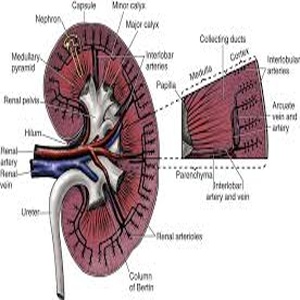 Capsule
Minor calyx
Major calyx
Nephron
Collecting ducts
Cortex
Medulla
Papilla
Interlobular
arteries
Medullary
pyramid
Interlobar
arteries
Renal pelvis
Arcuate
vein and
artery
Hilum
Renal
artery
Renal
vein
Parenchyma
Interlobar
artery and vein
Ureter
Renal arterioles
Column
of Bertin